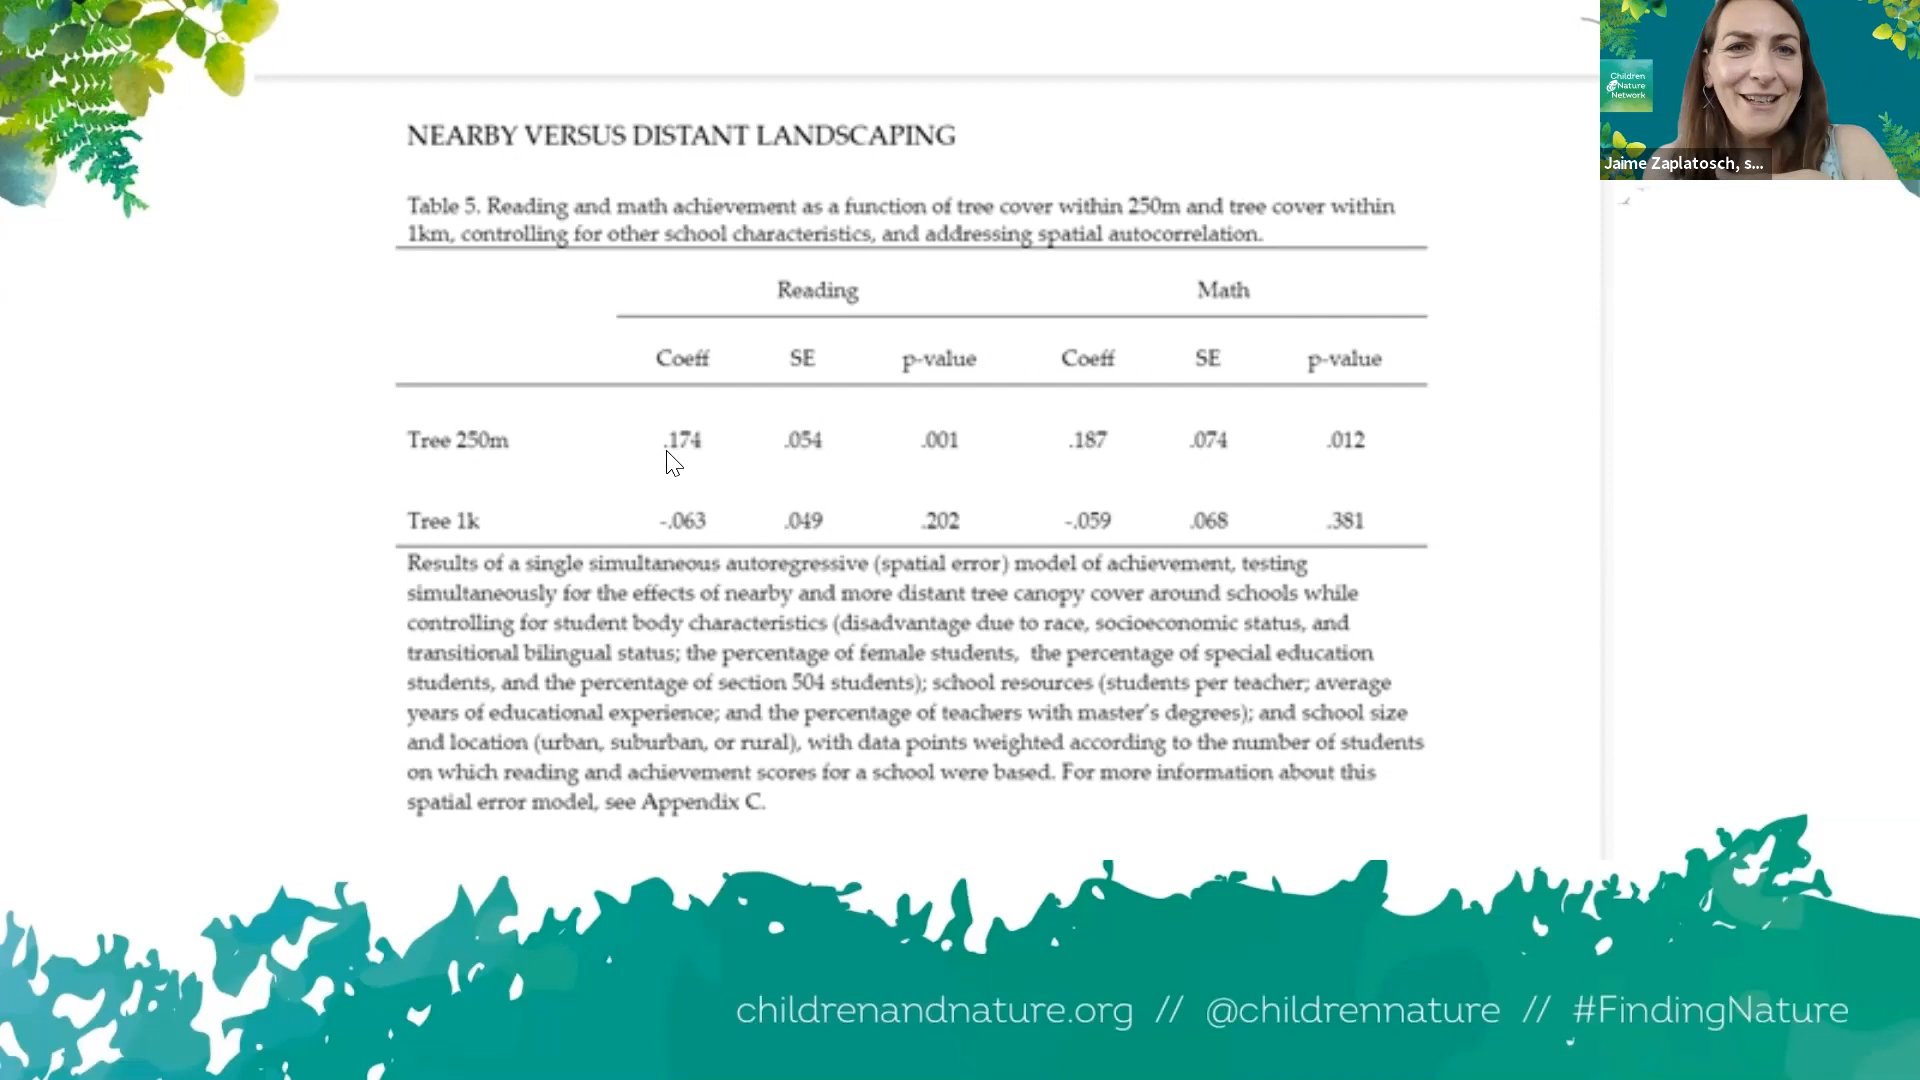 Children
& Nature
Network
Jaime Zaplatosch, s...
NEARBY VERSUS DISTANT LANDSCAPING
Table 5. Reading and math achievement as a function of tree cover within 250m and tree cover within
1km, controlling for other school characteristics, and addressing spatial autocorrelation.
Reading Math
Coeff SE p-value Coeff SE p-value
Tree 250m .174 .054 .001 .187 .074 .012
Tree 1k -.063 .049 .202 -.059 .068 .381
Results of a single simultaneous autoregressive (spatial error) model of achievement, testing
simultaneously for the effects of nearby and more distant tree canopy cover around schools while
controlling for student body characteristics (disadvantage due to race, socioeconomic status, and
transitional bilingual status; the percentage of female students, the percentage of special education
students, and the percentage of section 504 students); school resources (students per teacher; average
years of educational experience; and the percentage of teachers with master's degrees); and school size
and location (urban, suburban, or rural), with data points weighted according to the number of students
on which reading and achievement scores for a school were based. For more information about this
spatial error model, see Appendix C.
childrenandnature.org // @childrennature // #FindingNature